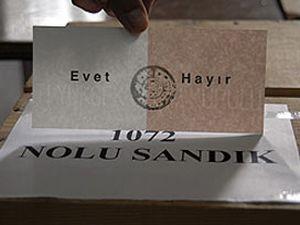 Evet Hayır
1072
NOLU SANDIK